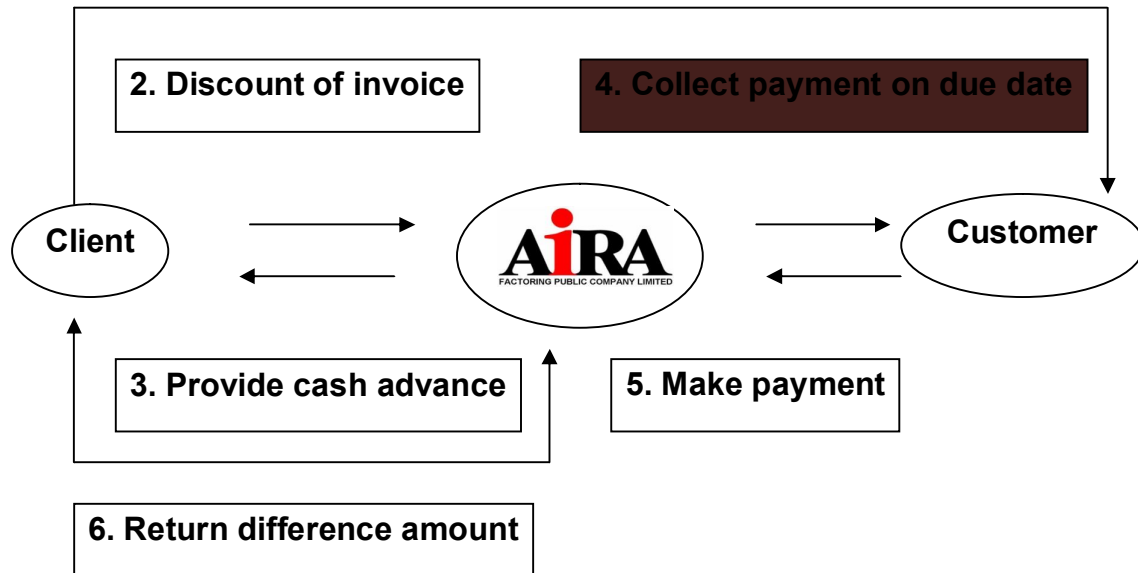 2. Discount of invoice
4. Collect payment on due date
Client
AiRA
FACTORING PUBLIC COMPANY LIMITED
Customer
3. Provide cash advance
5. Make payment
6. Return difference amount